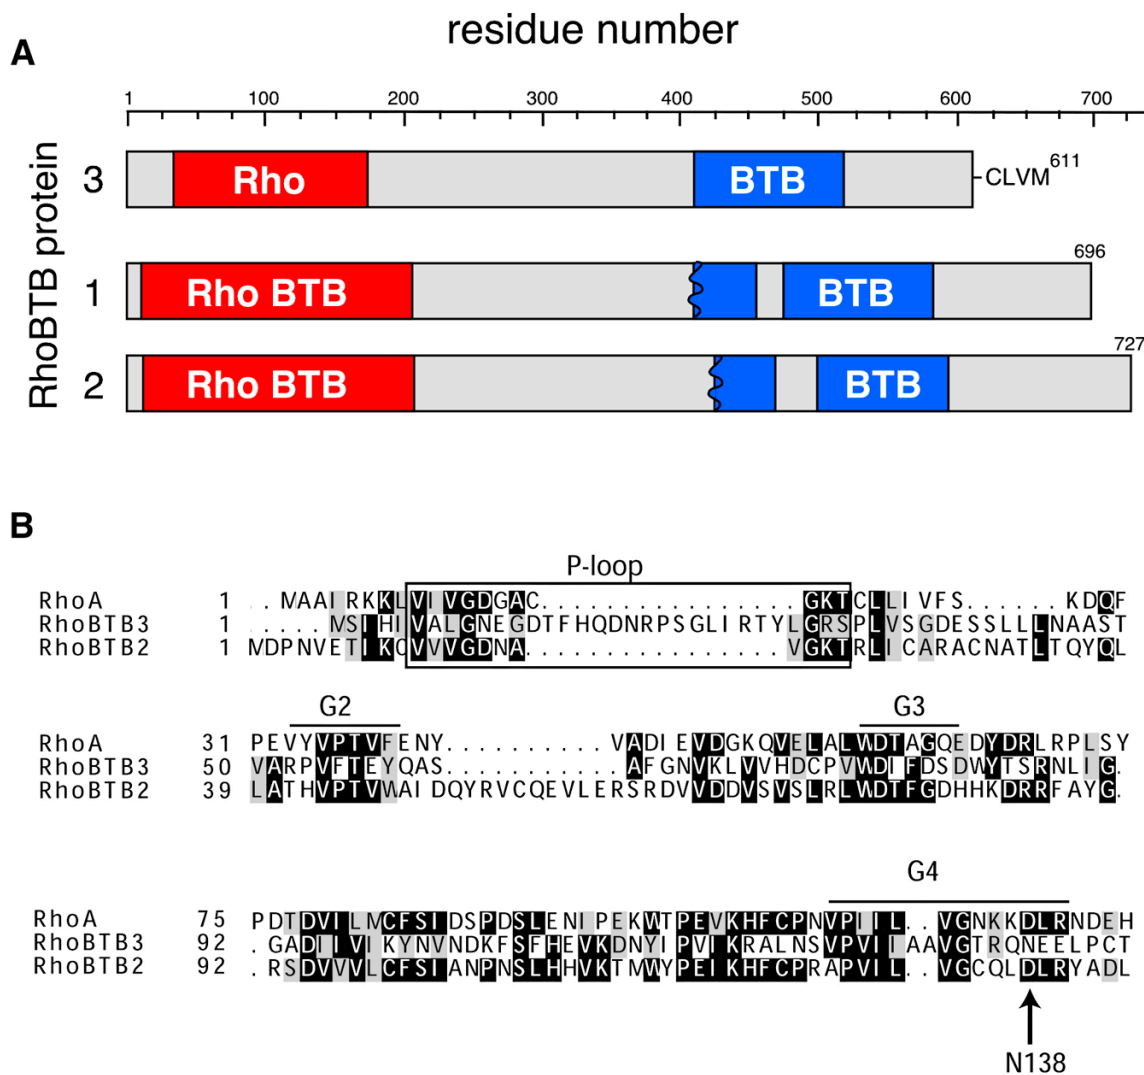 residue number
A
1 100 200 300 400 500 600 700
RhoBTB protein
3 Rho BTB -CLVM611
696
1 Rho BTB BTB
727
2 Rho BTB BTB
B
P-loop
RhoA 1 ..MAAIRKKLVIVGDGAC................GKTCLLIVFS......KDQF
RhoBTB3 1 .....MSIHIVALGNEGDTFHQDNRPSGLIRTYLGRSPLVSGDESSLLLNAAST
RhoBTB2 1 MDPNVETIKCVVVGDNA................VGKTRLICARACNATLTQYQL
G2 G3
RhoA 31 PEVYVPTVFENY..........VADIEVDGKQVELALWDTAGQEDYDRLRPLSY
RhoBTB3 50 VARPVFTEYQAS..........AFGNVKLVVHDCPVWDIFDSDWYTSRNLIG.
RhoBTB2 39 LATHVPTVWAIDQYRVCQEVLERSRDVVDDVSVSLRLWDTFGDHHKDRRFAYG.
G4
RhoA 75 PDTDVILMCFSIDSPDSLENIPEKWTPEVKHFCPNVPIIL..VGNKKDLRNDEH
RhoBTB3 92 .GADIIVIKYNVNDKFSFHEVKDNYIPVIKRALNSVPVIIAAVGTRQNEELPCT
RhoBTB2 92 .RSDVVVLCFSIANPNSLHHVKTMWYPEIKHFCPRAPVIL..VGCQLDLRYADL
N138